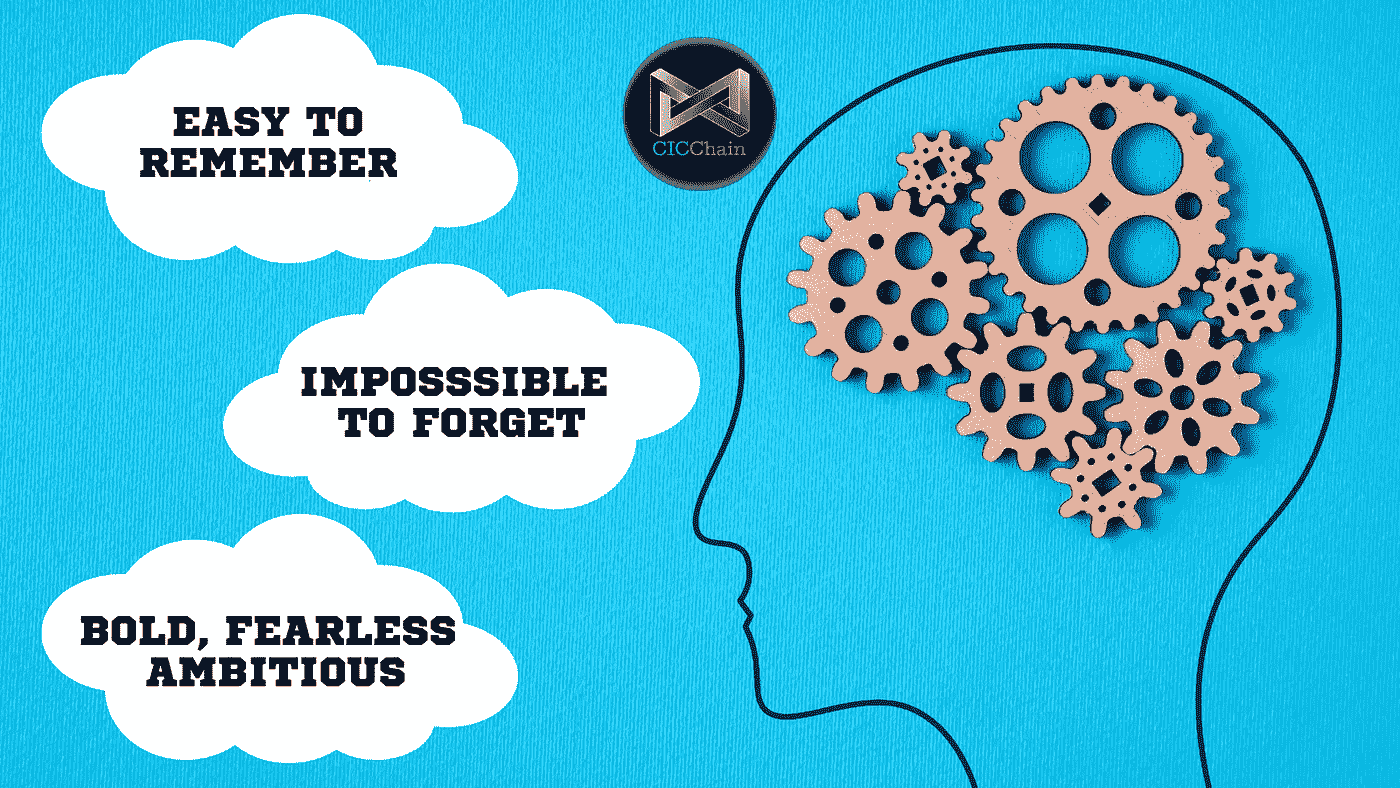 EASY TO
REMEMBER
CICChain
IMPOSSSIBLE
TO FORGET
BOLD, FEARLESS
AMBITIOUS